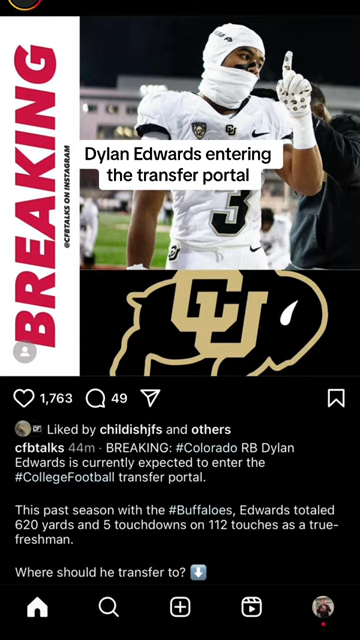 BREAKING
@CFBTALKS ON INSTAGRAM
Dylan Edwards entering
the transfer portal
CU
3
CU
1,763
49
Liked by childishjfs and others
cfbtalks 44m · BREAKING: #Colorado RB Dylan
Edwards is currently expected to enter the
#CollegeFootball transfer portal.
This past season with the #Buffaloes, Edwards totaled
620 yards and 5 touchdowns on 112 touches as a true-
freshman.
Where should he transfer to? ⬇️